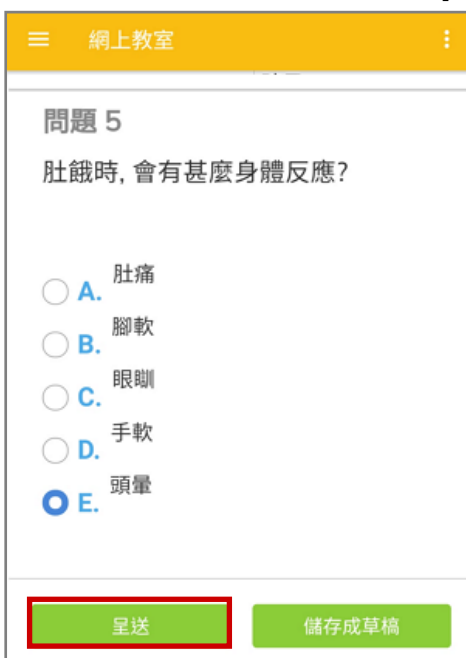 網上教室
問題 5
肚餓時, 會有甚麼身體反應?
A. 肚痛
B. 腳軟
C. 眼瞓
D. 手軟
E. 頭暈
呈送
儲存成草稿